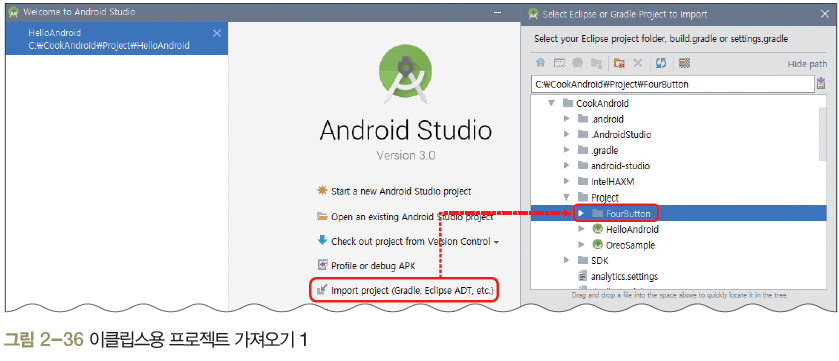 Welcome to Android Studio
HelloAndroid
C:₩CookAndroid₩Project₩HelloAndroid
Android Studio
Version 3.0
Start a new Android Studio project
Open an existing Android Studio project
Check out project from Version Control
Profile or debug APK
Import project (Gradle, Eclipse ADT, etc.)
Select Eclipse or Gradle Project to Import
Select your Eclipse project folder, build.gradle or settings.gradle
Hide path
C:₩CookAndroid₩Project₩FourButton
CookAndroid
.android
.AndroidStudio
.gradle
android-studio
IntelHAXM
Project
FourButton
HelloAndroid
OreoSample
SDK
analytics.settings
Drag and drop a file into the space above to quickly locate it in the tree
그림 2-36 이클립스용 프로젝트 가져오기 1